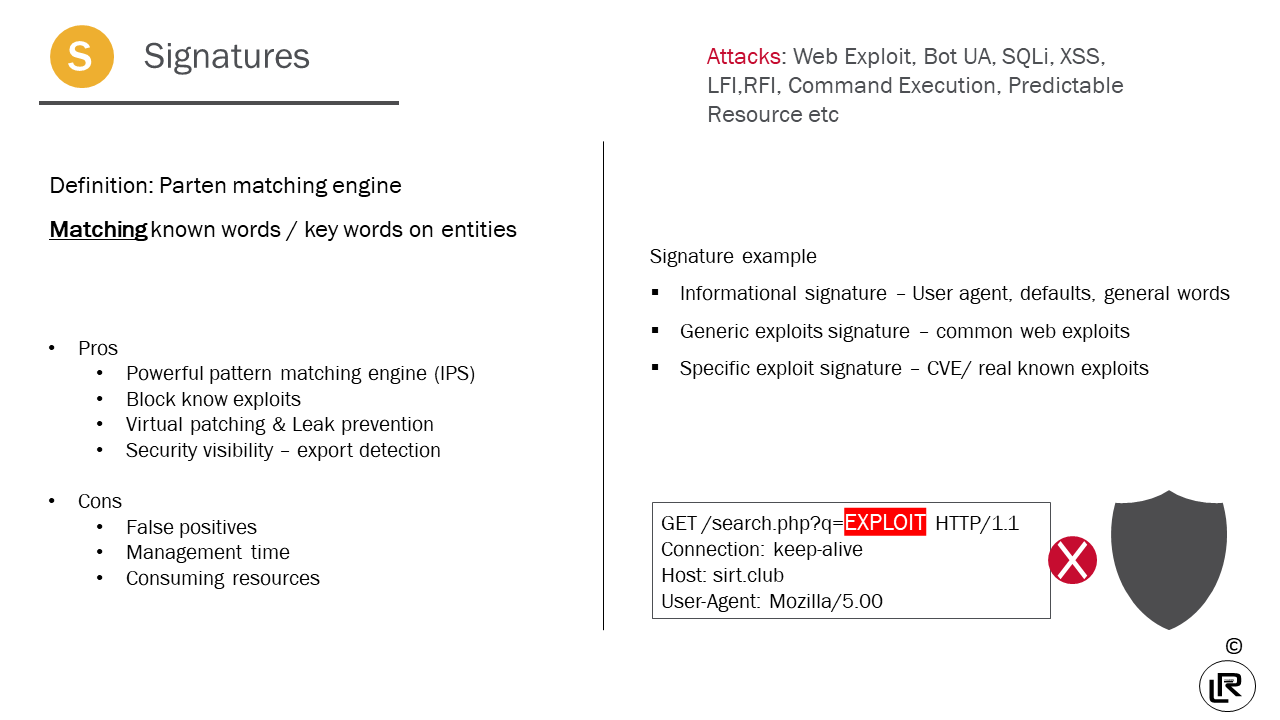 S
Signatures
Attacks: Web Exploit, Bot UA, SQLi, XSS,
LFI,RFI, Command Execution, Predictable
Resource etc
Definition: Parten matching engine
Matching known words / key words on entities
• Pros
• Powerful pattern matching engine (IPS)
• Block know exploits
• Virtual patching & Leak prevention
• Security visibility – export detection
• Cons
• False positives
• Management time
• Consuming resources
Signature example
▪ Informational signature – User agent, defaults, general words
▪ Generic exploits signature – common web exploits
▪ Specific exploit signature – CVE/ real known exploits
GET /search.php?q=EXPLOIT HTTP/1.1
Connection: keep-alive
Host: sirt.club
User-Agent: Mozilla/5.00
X
©
LR